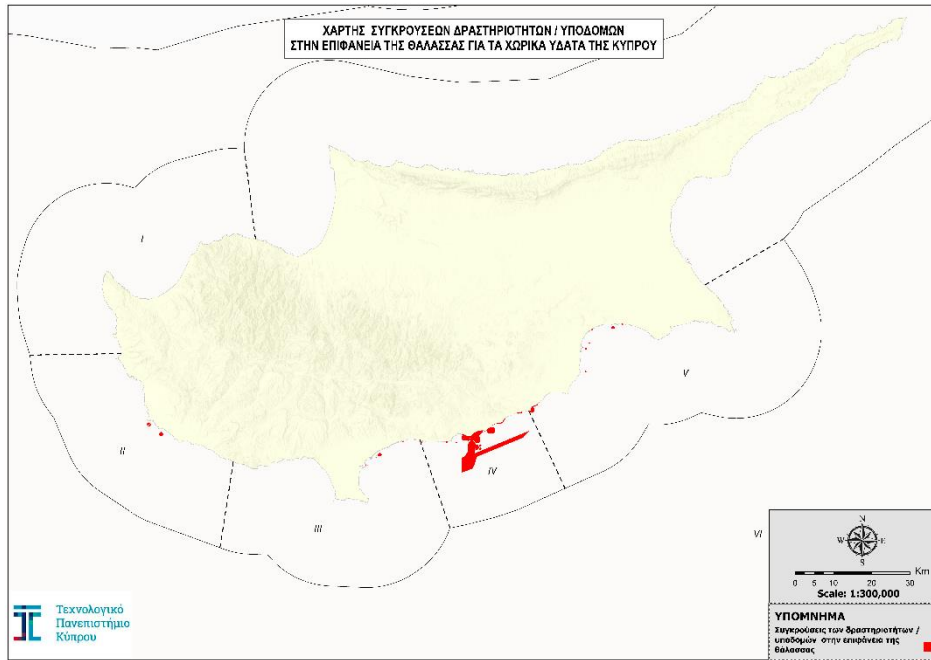 ΧΑΡΤΗΣ ΣΥΓΚΡΟΥΣΕΩΝ ΔΡΑΣΤΗΡΙΟΤΗΤΩΝ / ΥΠΟΔΟΜΩΝ
ΣΤΗΝ ΕΠΙΦΑΝΕΙΑ ΤΗΣ ΘΑΛΑΣΣΑΣ ΓΙΑ ΤΑ ΧΩΡΙΚΑ ΥΔΑΤΑ ΤΗΣ ΚΥΠΡΟΥ
I
V
II
IV
III
VI
N
W E
S
Km
0 5 10 20 30
Scale: 1:300,000
ΥΠΟΜΝΗΜΑ
Συγκρούσεις των δραστηριοτήτων /
υποδομών στην επιφάνεια της
θάλασσας
Τεχνολογικό
Πανεπιστήμιο
Κύπρου